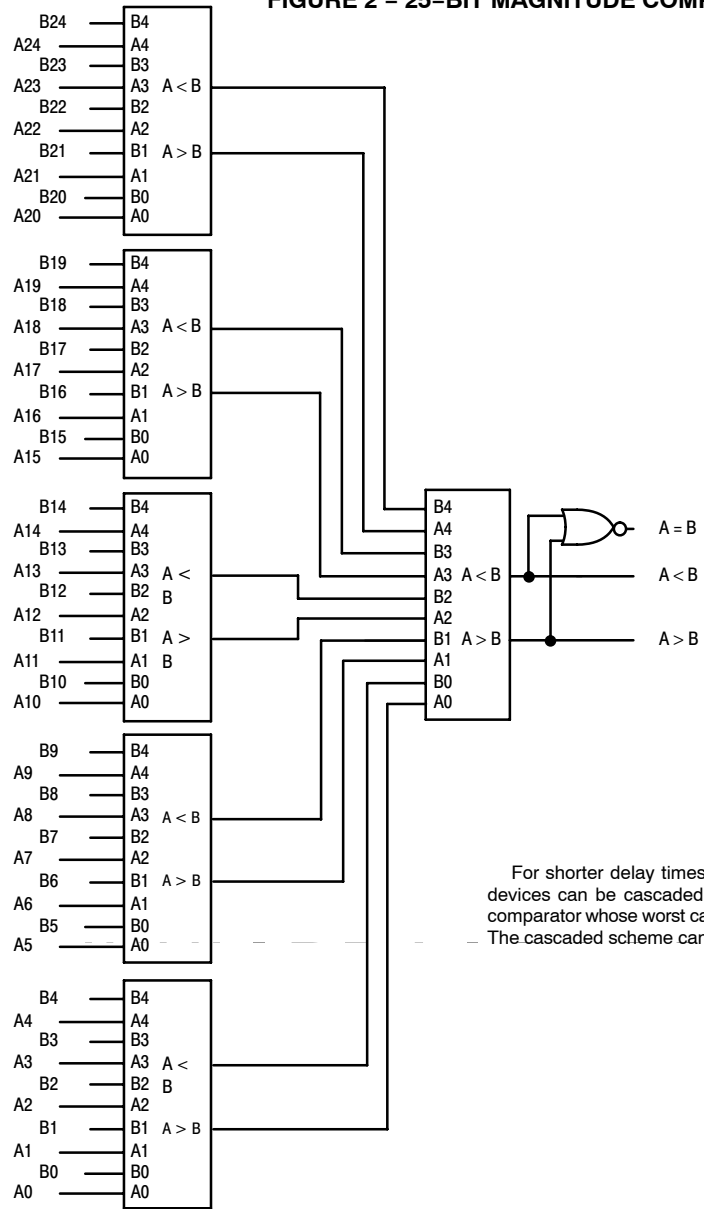 FIGURE 2 – 25–BIT MAGNITUDE COMP
B24 B4
A24 A4
B23 B3
A23 A3 A < B
B22 B2
A22 A2
B21 B1 A > B
A21 A1
B20 B0
A20 A0
B19 B4
A19 A4
B18 B3
A18 A3 A < B
B17 B2
A17 A2
B16 B1 A > B
A16 A1
B15 B0
A15 A0
B14 B4
A14 A4
B13 B3
A13 A3 A <
B12 B2 B
A12 A2
B11 B1 A >
A11 A1 B
B10 B0
A10 A0
B9 B4
A9 A4
B8 B3
A8 A3 A < B
B7 B2
A7 A2
B6 B1 A > B
A6 A1
B5 B0
A5 A0
B4 B4
A4 A4
B3 B3
A3 A3 A <
B2 B2 B
A2 A2
B1 B1 A > B
A1 A1
B0 B0
A0 A0
B4
A4
B3
A3 A < B
B2
A2
B1 A > B
A1
B0
A0
A = B
A < B
A > B
For shorter delay times
devices can be cascaded
comparator whose worst ca
The cascaded scheme can